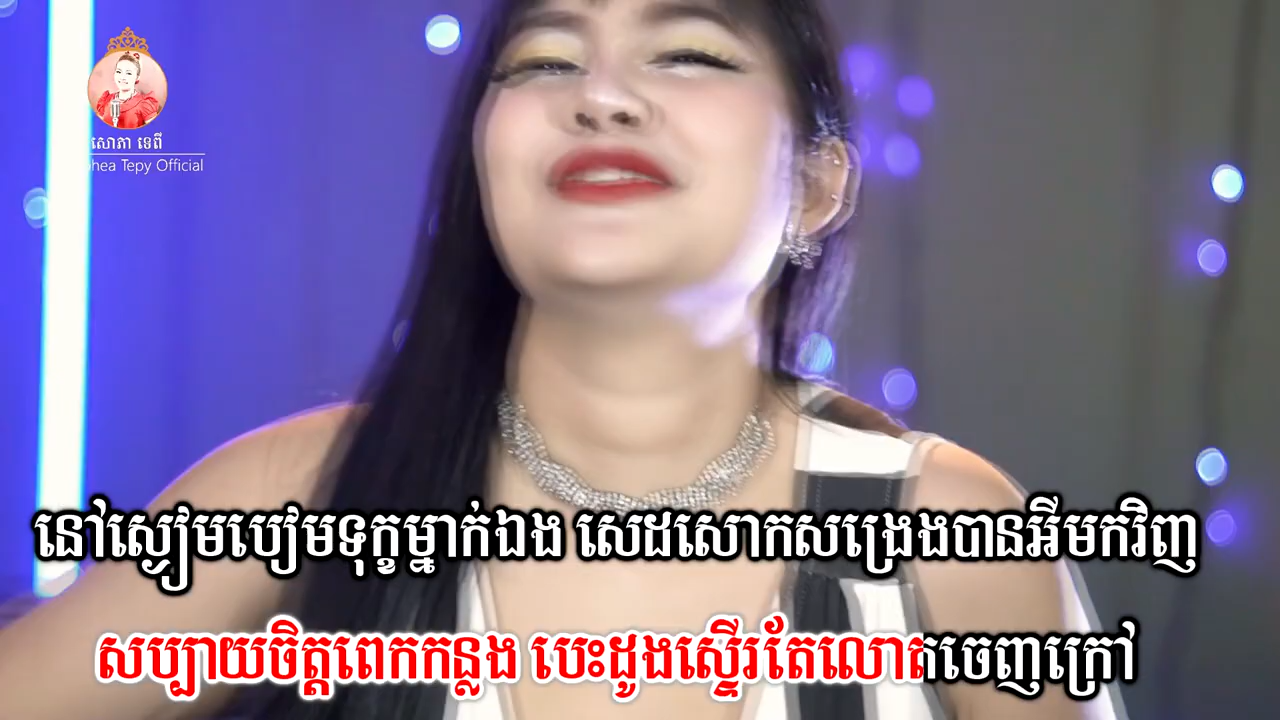 សោភា ទេពី
phea Tepy Official
នៅស្ងៀមបៀមទុក្ខម្នាក់ឯង សេដសោកសង្រេងបានអីមកវិញ
សប្បាយចិត្តពេកកន្លង បេះដូងស្ទើរតែលោតចេញក្រៅ